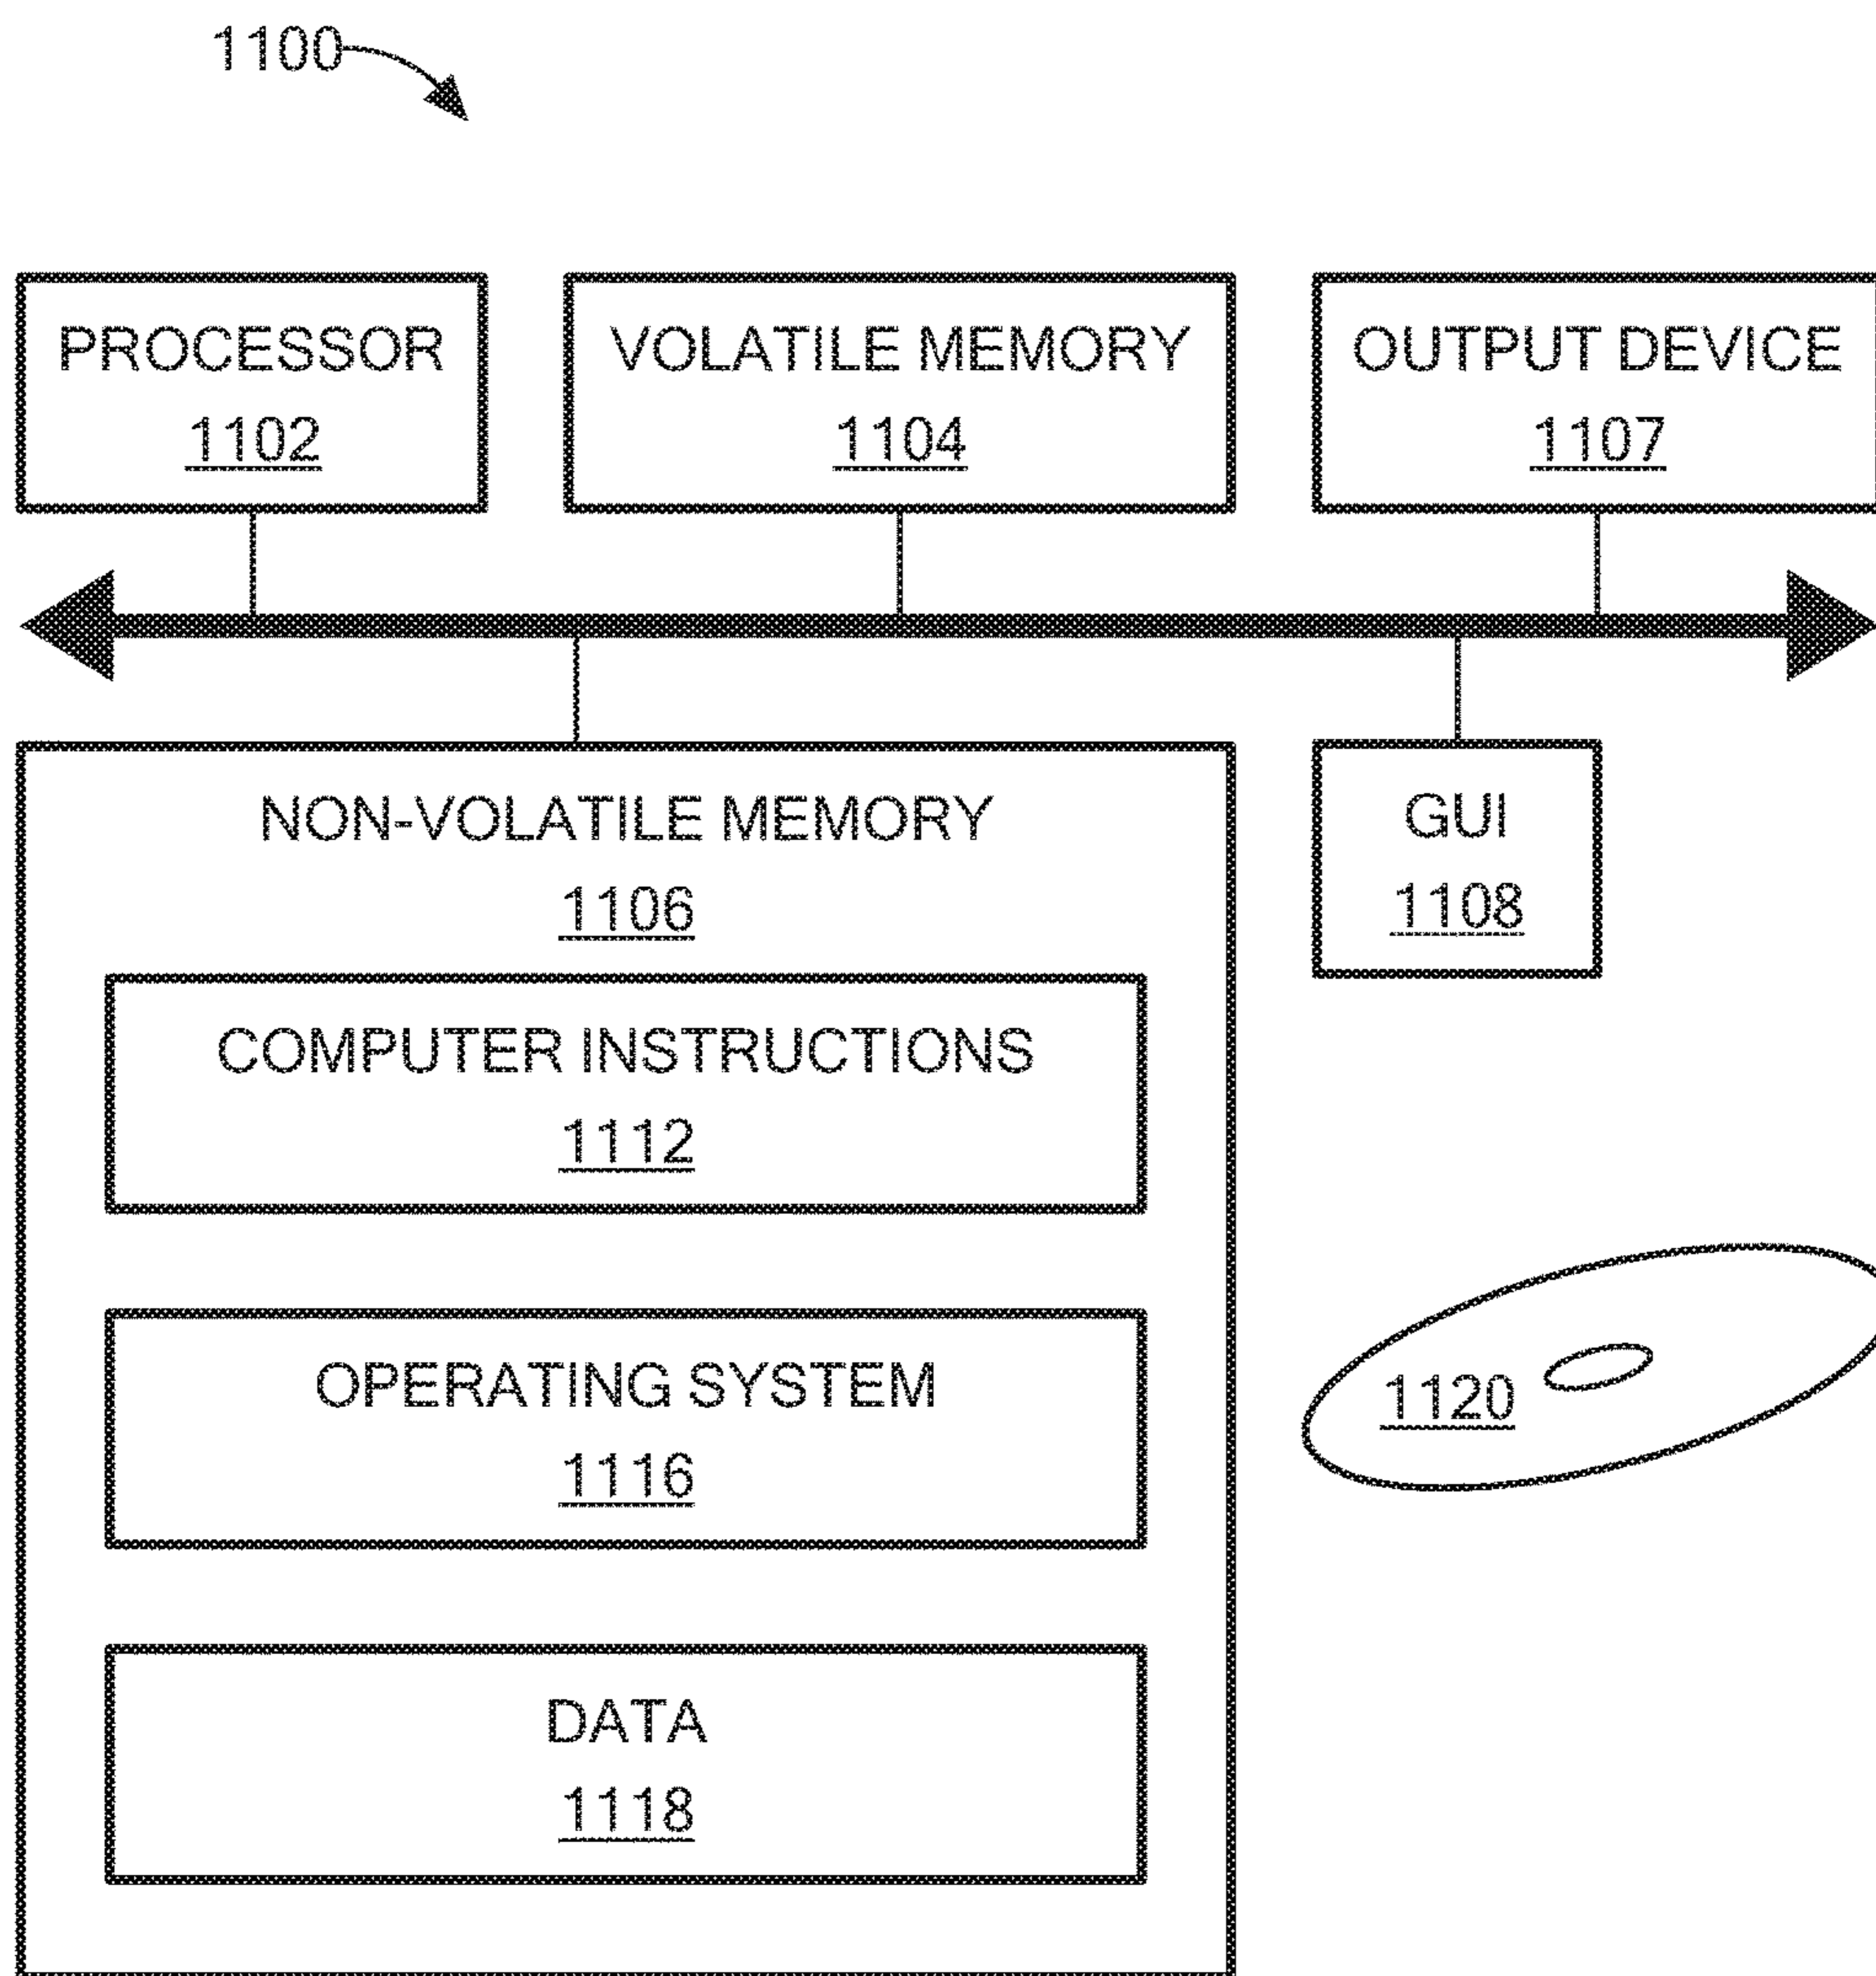 1100
PROCESSOR
1102
VOLATILE MEMORY
1104
OUTPUT DEVICE
1107
NON-VOLATILE MEMORY
1106
GUI
1108
COMPUTER INSTRUCTIONS
1112
OPERATING SYSTEM
1116
1120
DATA
1118